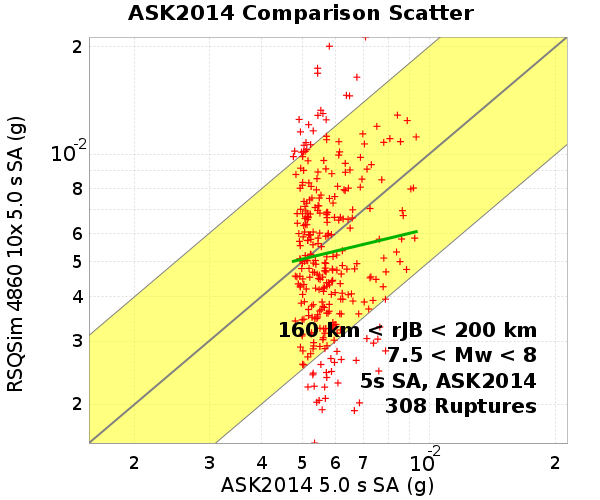 ASK2014 Comparison Scatter
RSQSim 4860 10x 5.0 s SA (g)
2
10-2
8
6
5
4
3
2
160 km < rJB < 200 km
7.5 < Mw < 8
5s SA, ASK2014
308 Ruptures
2 3 4 5 6 7 10-2 2
ASK2014 5.0 s SA (g)